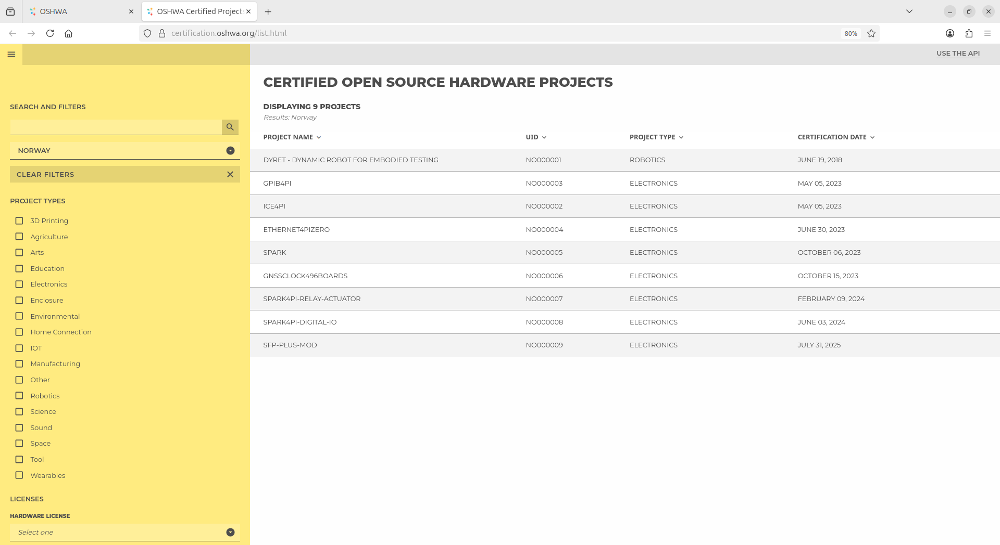 OSHWA
OSHWA Certified Project
certification.oshwa.org/list.html
80%
USE THE API
SEARCH AND FILTERS
NORWAY
CLEAR FILTERS
PROJECT TYPES
3D Printing
Agriculture
Arts
Education
Electronics
Enclosure
Environmental
Home Connection
IOT
Manufacturing
Other
Robotics
Science
Sound
Space
Tool
Wearables
LICENSES
HARDWARE LICENSE
Select one
CERTIFIED OPEN SOURCE HARDWARE PROJECTS
DISPLAYING 9 PROJECTS
Results: Norway
PROJECT NAME UID PROJECT TYPE CERTIFICATION DATE
DYRET - DYNAMIC ROBOT FOR EMBODIED TESTING NO000001 ROBOTICS JUNE 19, 2018
GPIB4PI NO000003 ELECTRONICS MAY 05, 2023
ICE4PI NO000002 ELECTRONICS MAY 05, 2023
ETHERNET4PIZERO NO000004 ELECTRONICS JUNE 30, 2023
SPARK NO000005 ELECTRONICS OCTOBER 06, 2023
GNSSCLOCK496BOARDS NO000006 ELECTRONICS OCTOBER 15, 2023
SPARK4PI-RELAY-ACTUATOR NO000007 ELECTRONICS FEBRUARY 09, 2024
SPARK4PI-DIGITAL-IO NO000008 ELECTRONICS JUNE 03, 2024
SFP-PLUS-MOD NO000009 ELECTRONICS JULY 31, 2025